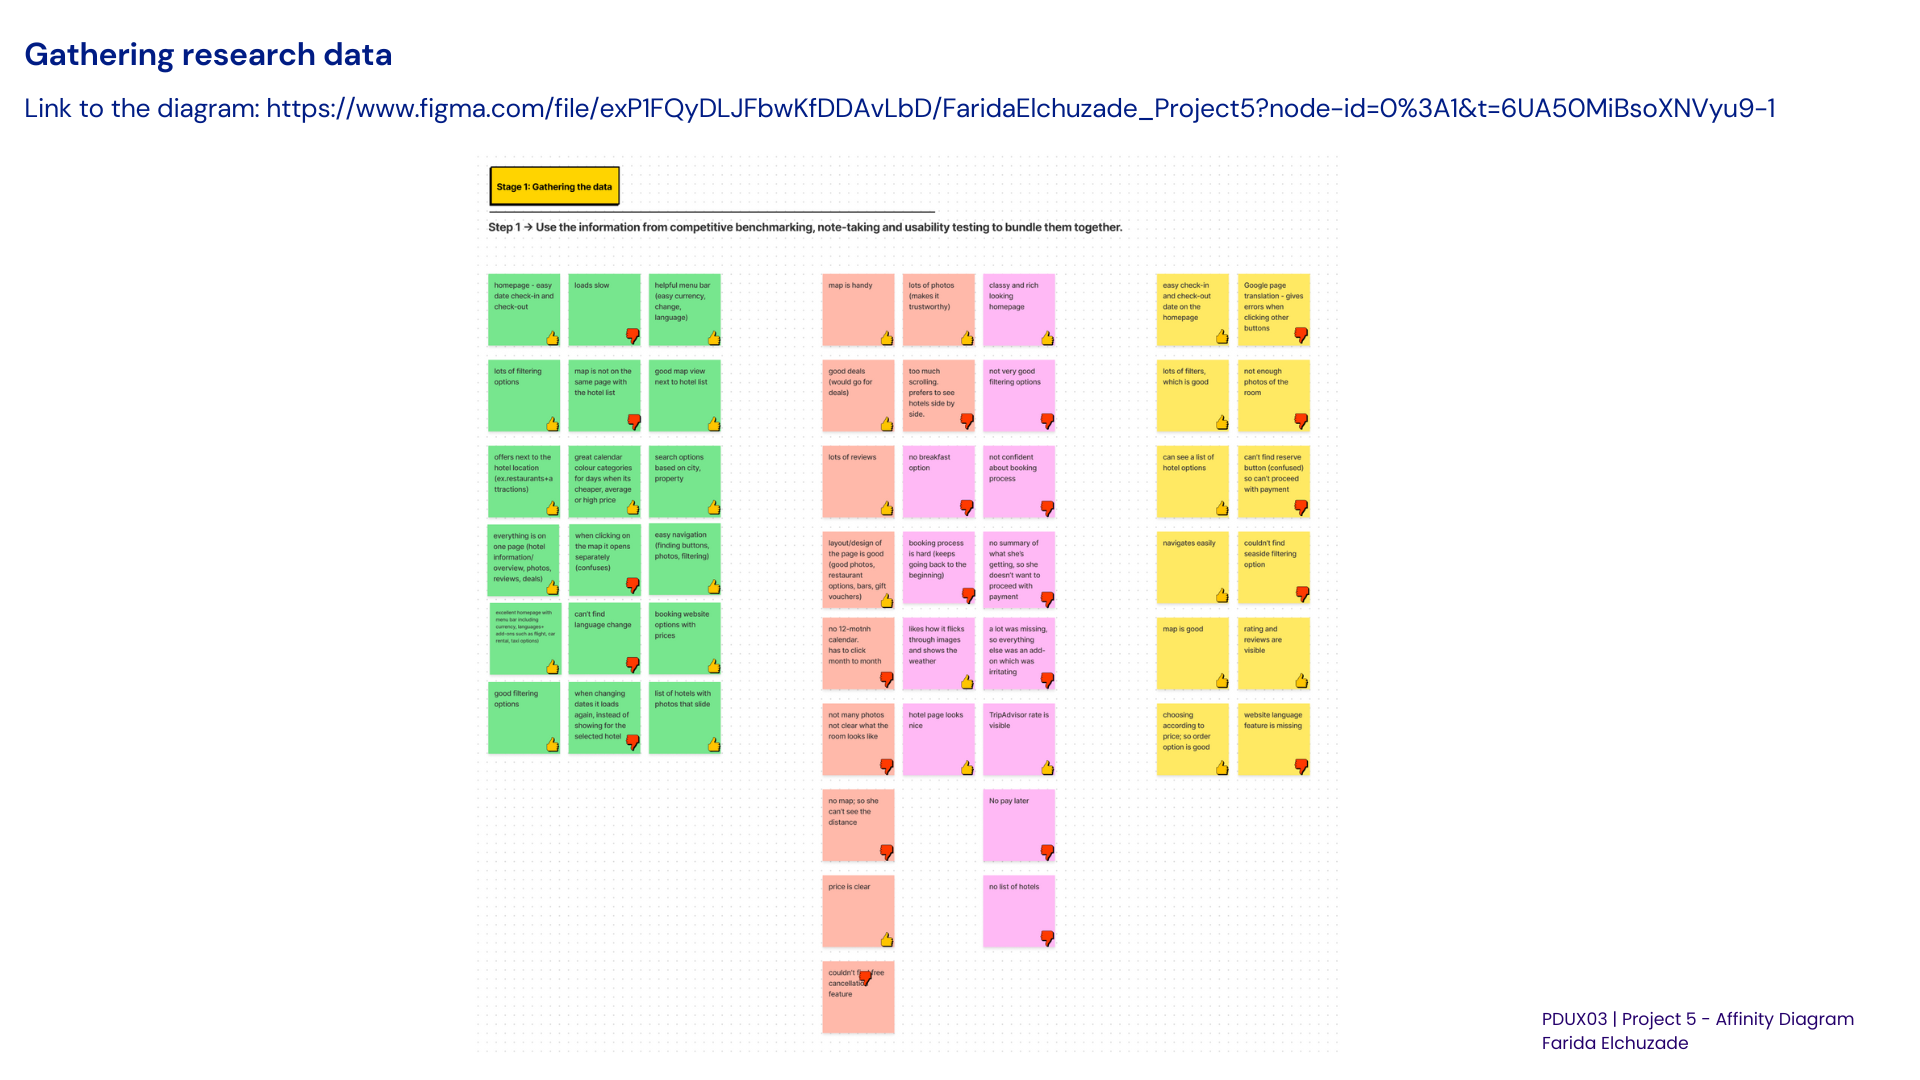 Gathering research data
Link to the diagram: https://www.figma.com/file/exP1FQyDLJFbwKfDDAvLbD/FaridaElchuzade_Project5?node-id=0%3A1&t=6UA50MiBsoXNVyu9-1
Stage 1: Gathering the data
Step 1 → Use the information from competitive benchmarking, note-taking and usability testing to bundle them together.
homepage - easy
date check-in and
check-out
loads slow
helpful menu bar
(easy currency,
change,
language)
lots of filtering
options
map is not on the
same page with
the hotel list
good map view
next to hotel list
offers next to the
hotel location
(ex.restaurants+a
ttractions)
great calendar
colour categories
for days when its
cheaper, average
or high price
search options
based on city,
property
everything is on
one page (hotel
information/
overview, photos,
reviews, deals)
when clicking on
the map it opens
separately
(confuses)
easy navigation
(finding buttons,
photos, filtering)
excellent homepage with
menu bar including
currency, languages+
add-ons such as flight, car
rental, taxi options)
can't find
language change
booking website
options with
prices
good filtering
options
when changing
dates it loads
again, instead of
showing for the
selected hotel
list of hotels with
photos that slide
map is handy
lots of photos
(makes it
trustworthy)
classy and rich
looking
homepage
good deals
(would go for
deals)
too much
scrolling.
prefers to see
hotels side by
side.
not very good
filtering options
lots of reviews
no breakfast
option
not confident
about booking
process
layout/design of
the page is good
(good photos,
restaurant
options, bars, gift
vouchers)
booking process
is hard (keeps
going back to the
beginning)
no summary of
what she's
getting, so she
doesn't want to
proceed with
payment
no 12-motnh
calendar.
has to click
month to month
likes how it flicks
through images
and shows the
weather
a lot was missing,
so everything
else was an add-
on which was
irritating
not many photos
not clear what the
room looks like
hotel page looks
nice
TripAdvisor rate is
visible
no map; so she
can't see the
distance
No pay later
price is clear
no list of hotels
couldn't free
cancellation
feature
easy check-in
and check-out
date on the
homepage
Google page
translation - gives
errors when
clicking other
buttons
lots of filters,
which is good
not enough
photos of the
room
can see a list of
hotel options
can't find reserve
button (confused)
so can't proceed
with payment
navigates easily
couldn't find
seaside filtering
option
map is good
rating and
reviews are
visible
choosing
according to
price; so order
option is good
website language
feature is missing
PDUX03 | Project 5 - Affinity Diagram
Farida Elchuzade